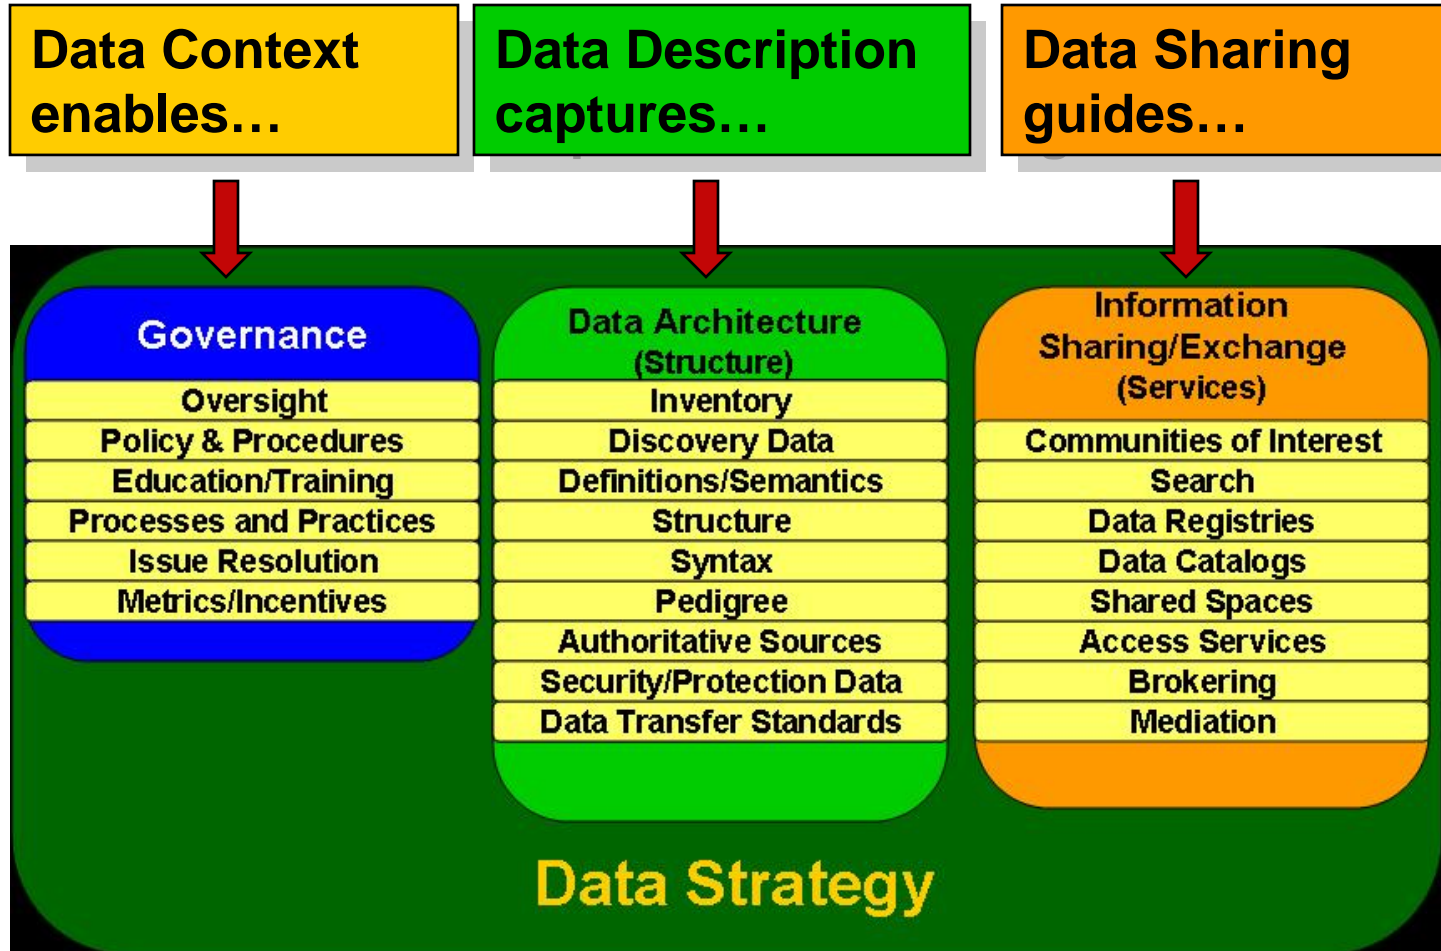 Data Context
enables…
Data Description
captures…
Data Sharing
guides…
Governance
Oversight
Policy & Procedures
Education/Training
Processes and Practices
Issue Resolution
Metrics/Incentives
Data Architecture
(Structure)
Inventory
Discovery Data
Definitions/Semantics
Structure
Syntax
Pedigree
Authoritative Sources
Security/Protection Data
Data Transfer Standards
Information
Sharing/Exchange
(Services)
Communities of Interest
Search
Data Registries
Data Catalogs
Shared Spaces
Access Services
Brokering
Mediation
Data Strategy